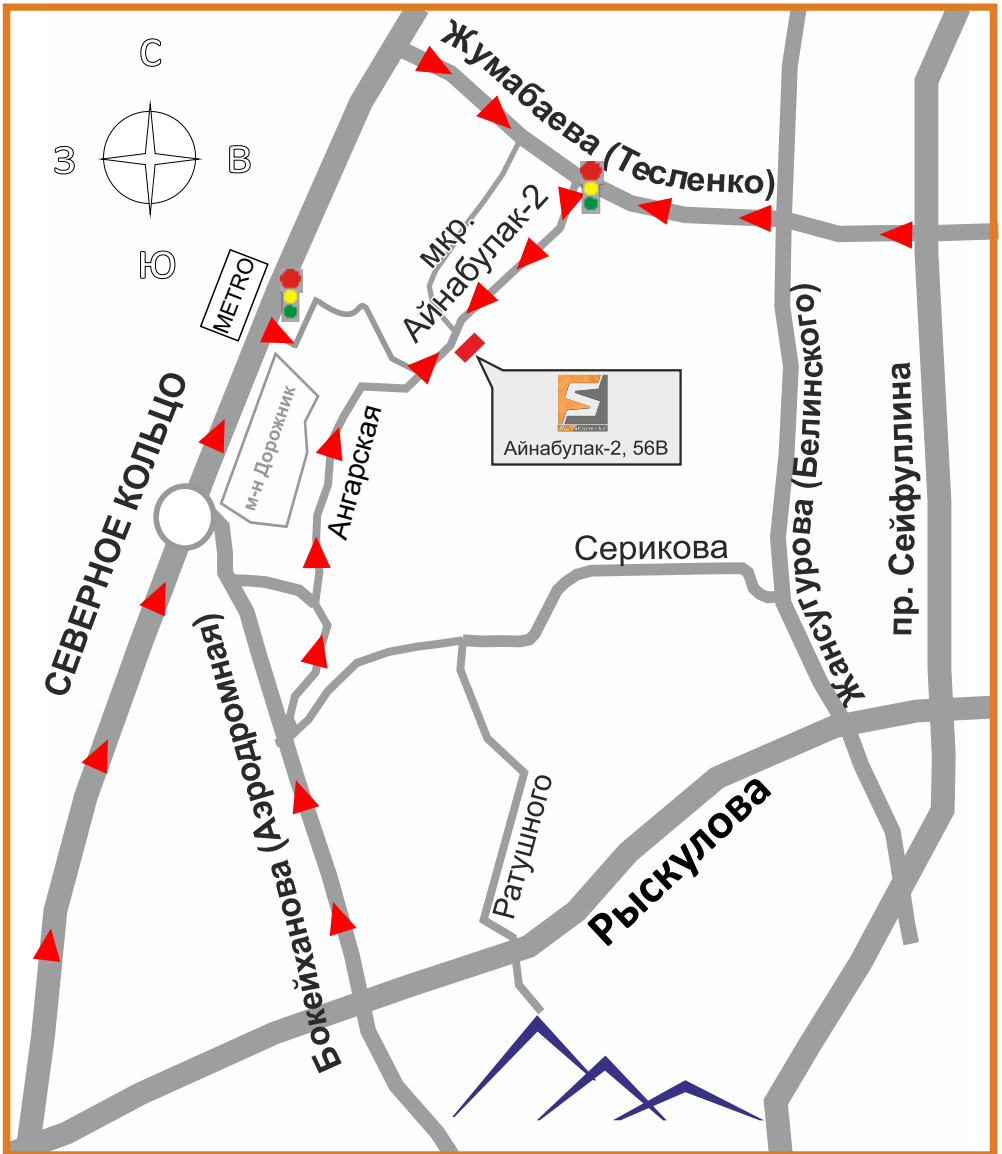 С
З
В
Ю
Жумабаева (Тесленко)
мкр.
Айнабулак-2
METRO
м-н Дорожник
СЕВЕРНОЕ КОЛЬЦО
Ангарская
Айнабулак-2, 56В
Серикова
Жансугурова (Белинского)
пр. Сейфуллина
Бокейханова (Аэродромная)
Ратушного
Рыскулова